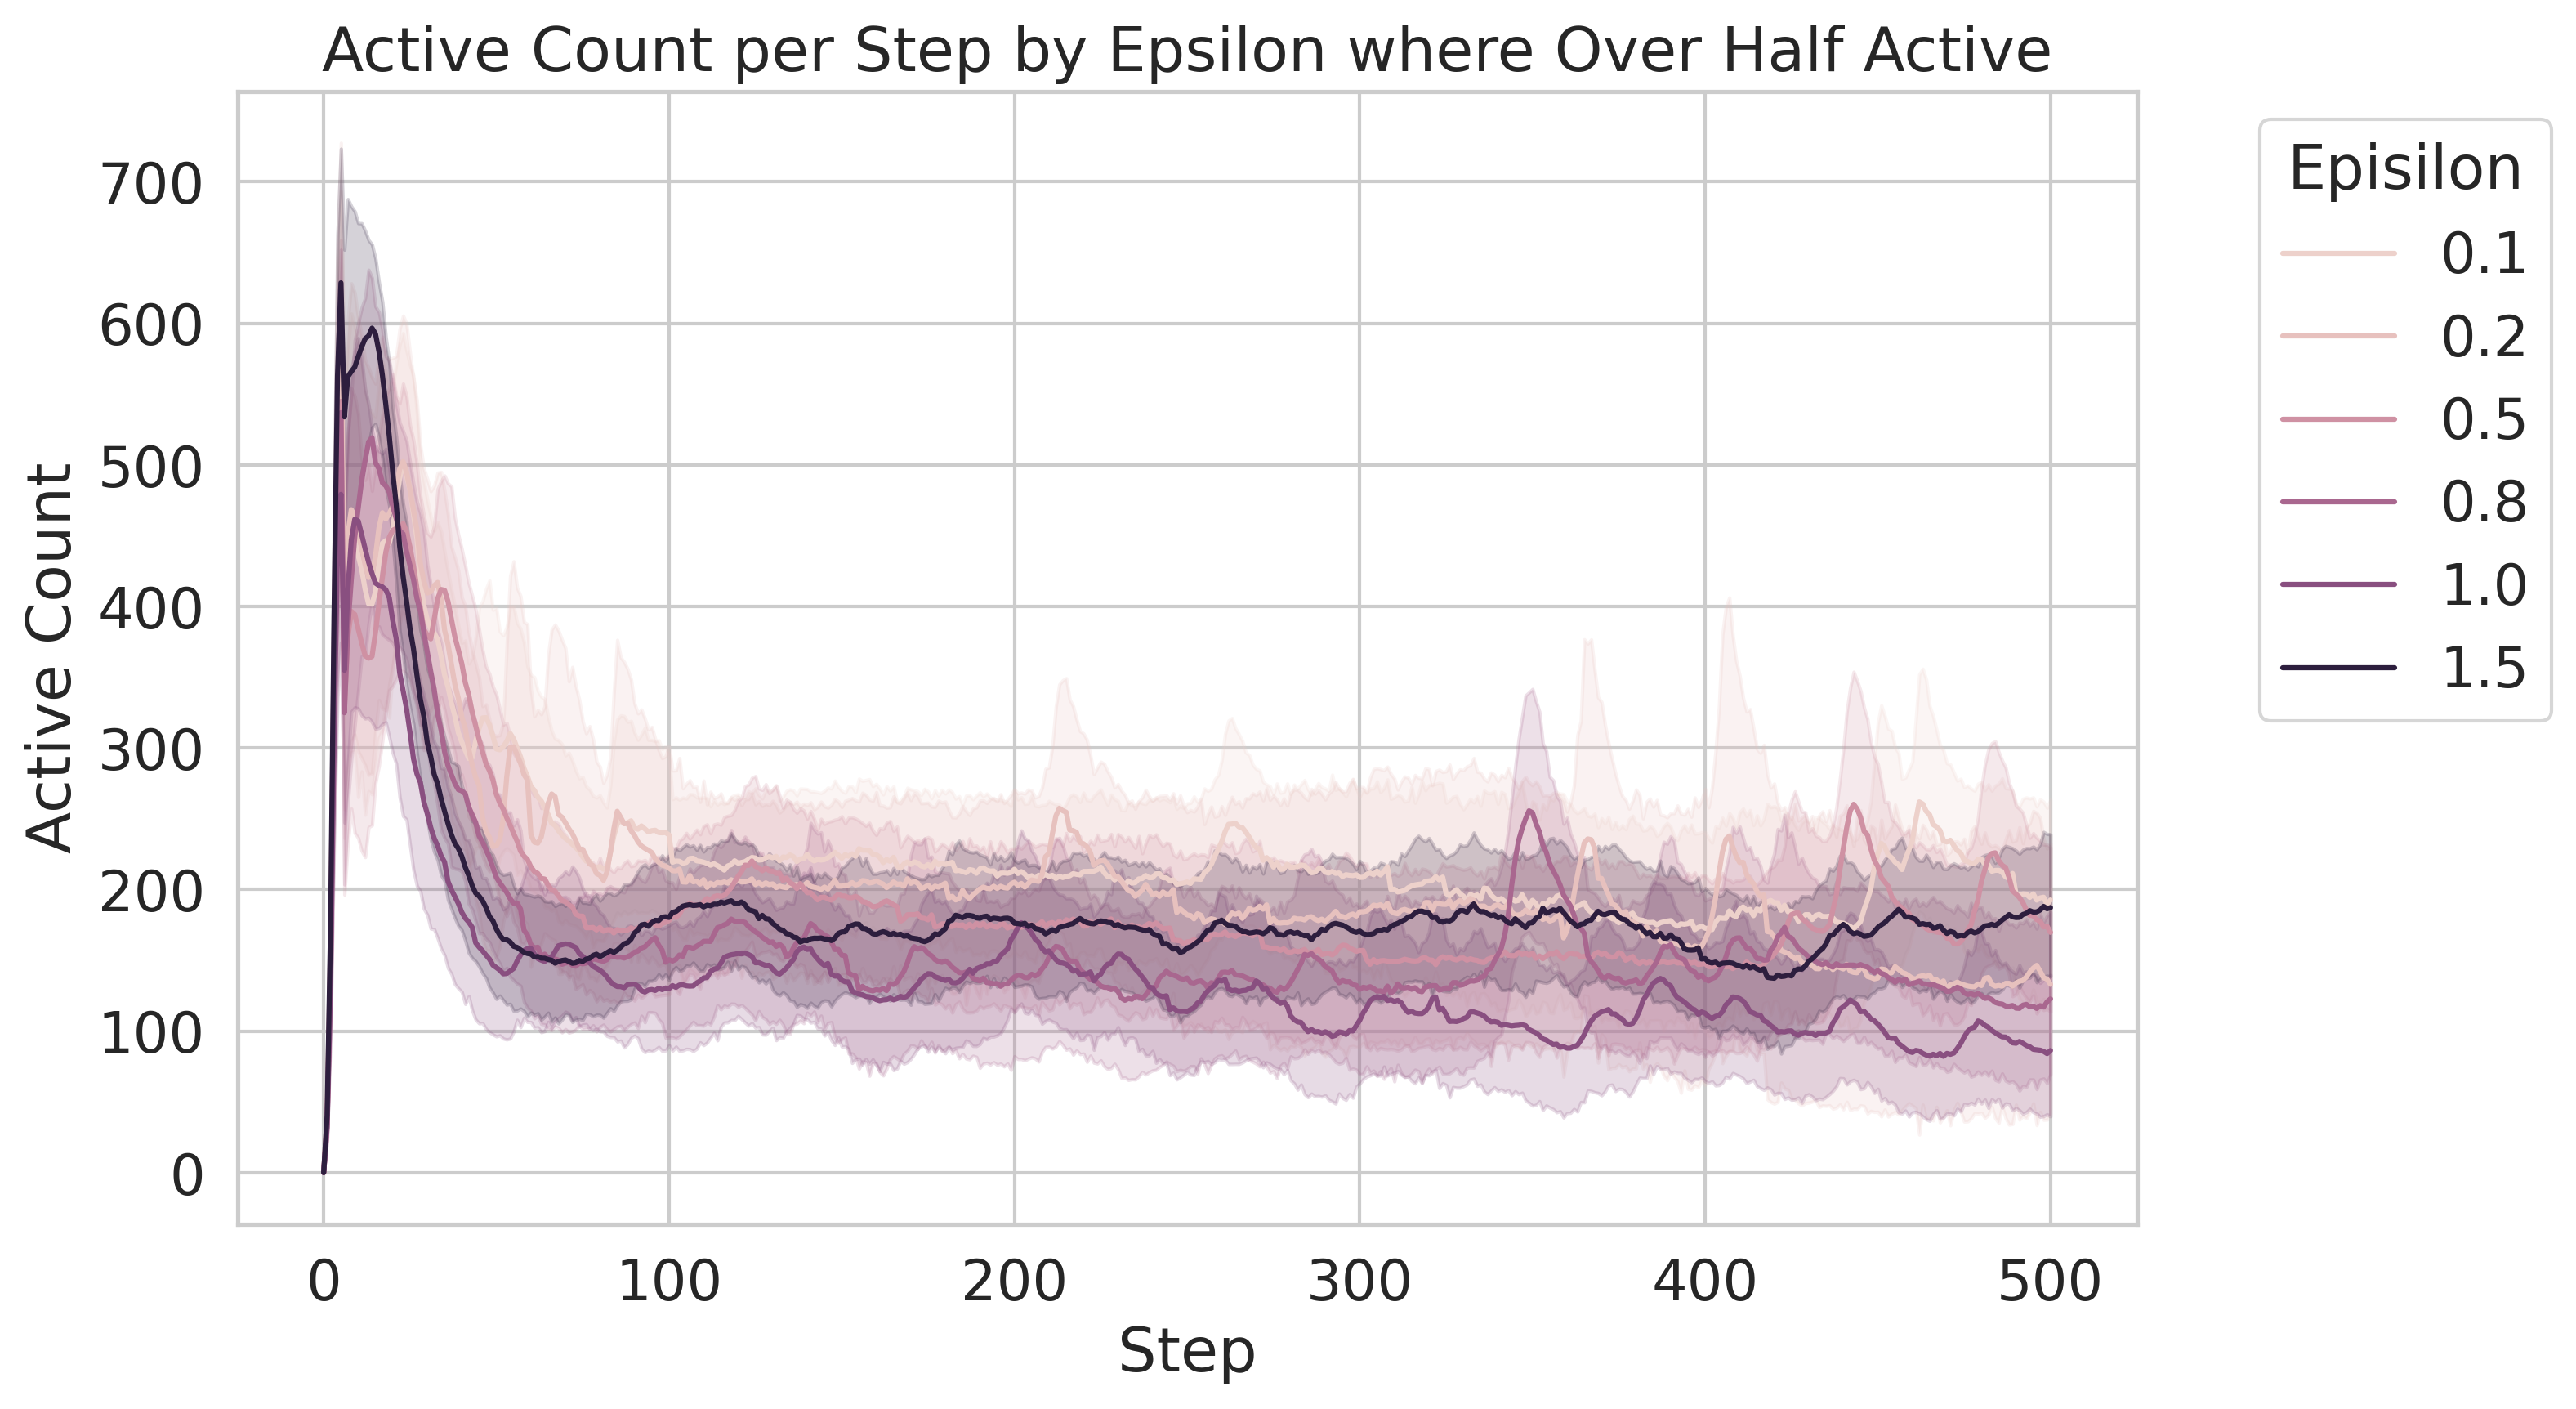 Active Count per Step by Epsilon where Over Half Active
Active Count
700
600
500
400
300
200
100
0
0 100 200 300 400 500
Step
Episilon
0.1
0.2
0.5
0.8
1.0
1.5